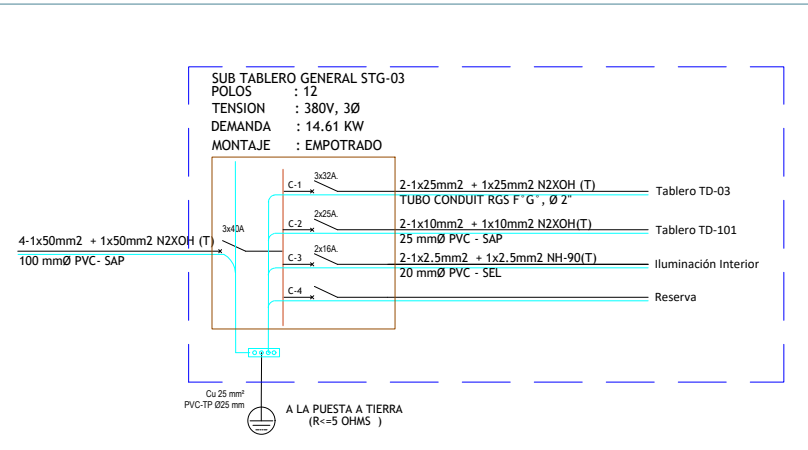 SUB TABLERO GENERAL STG-03
POLOS : 12
TENSION : 380V, 3Ø
DEMANDA : 14.61 KW
MONTAJE : EMPOTRADO
3x32A.
C-1
2-1x25mm2 + 1x25mm2 N2XOH (T)
TUBO CONDUIT RGS F°G°, Ø 2"
Tablero TD-03
2x25A.
C-2
2-1x10mm2 + 1x10mm2 N2XOH(T)
25 mmØ PVC - SAP
Tablero TD-101
3x40A
4-1x50mm2 + 1x50mm2 N2XOH (T)
100 mmØ PVC- SAP
2x16A.
C-3
2-1x2.5mm2 + 1x2.5mm2 NH-90(T)
20 mmØ PVC - SEL
Iluminación Interior
C-4
Reserva
Cu 25 mm²
PVC-TP Ø25 mm
A LA PUESTA A TIERRA
(R<=5 OHMS )